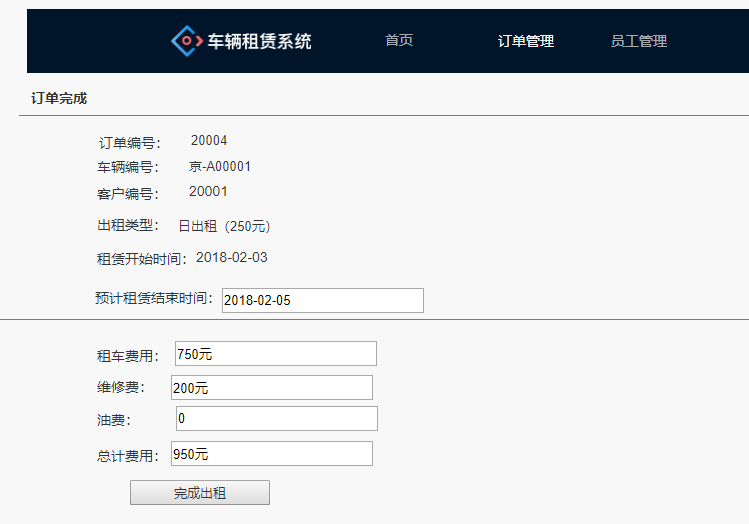 车辆租赁系统 首页 订单管理 员工管理
订单完成
订单编号： 20004
车辆编号： 京-A00001
客户编号： 20001
出租类型： 日出租（250元）
租赁开始时间：2018-02-03
预计租赁结束时间：2018-02-05
租车费用： 750元
维修费： 200元
油费： 0
总计费用：950元
完成出租